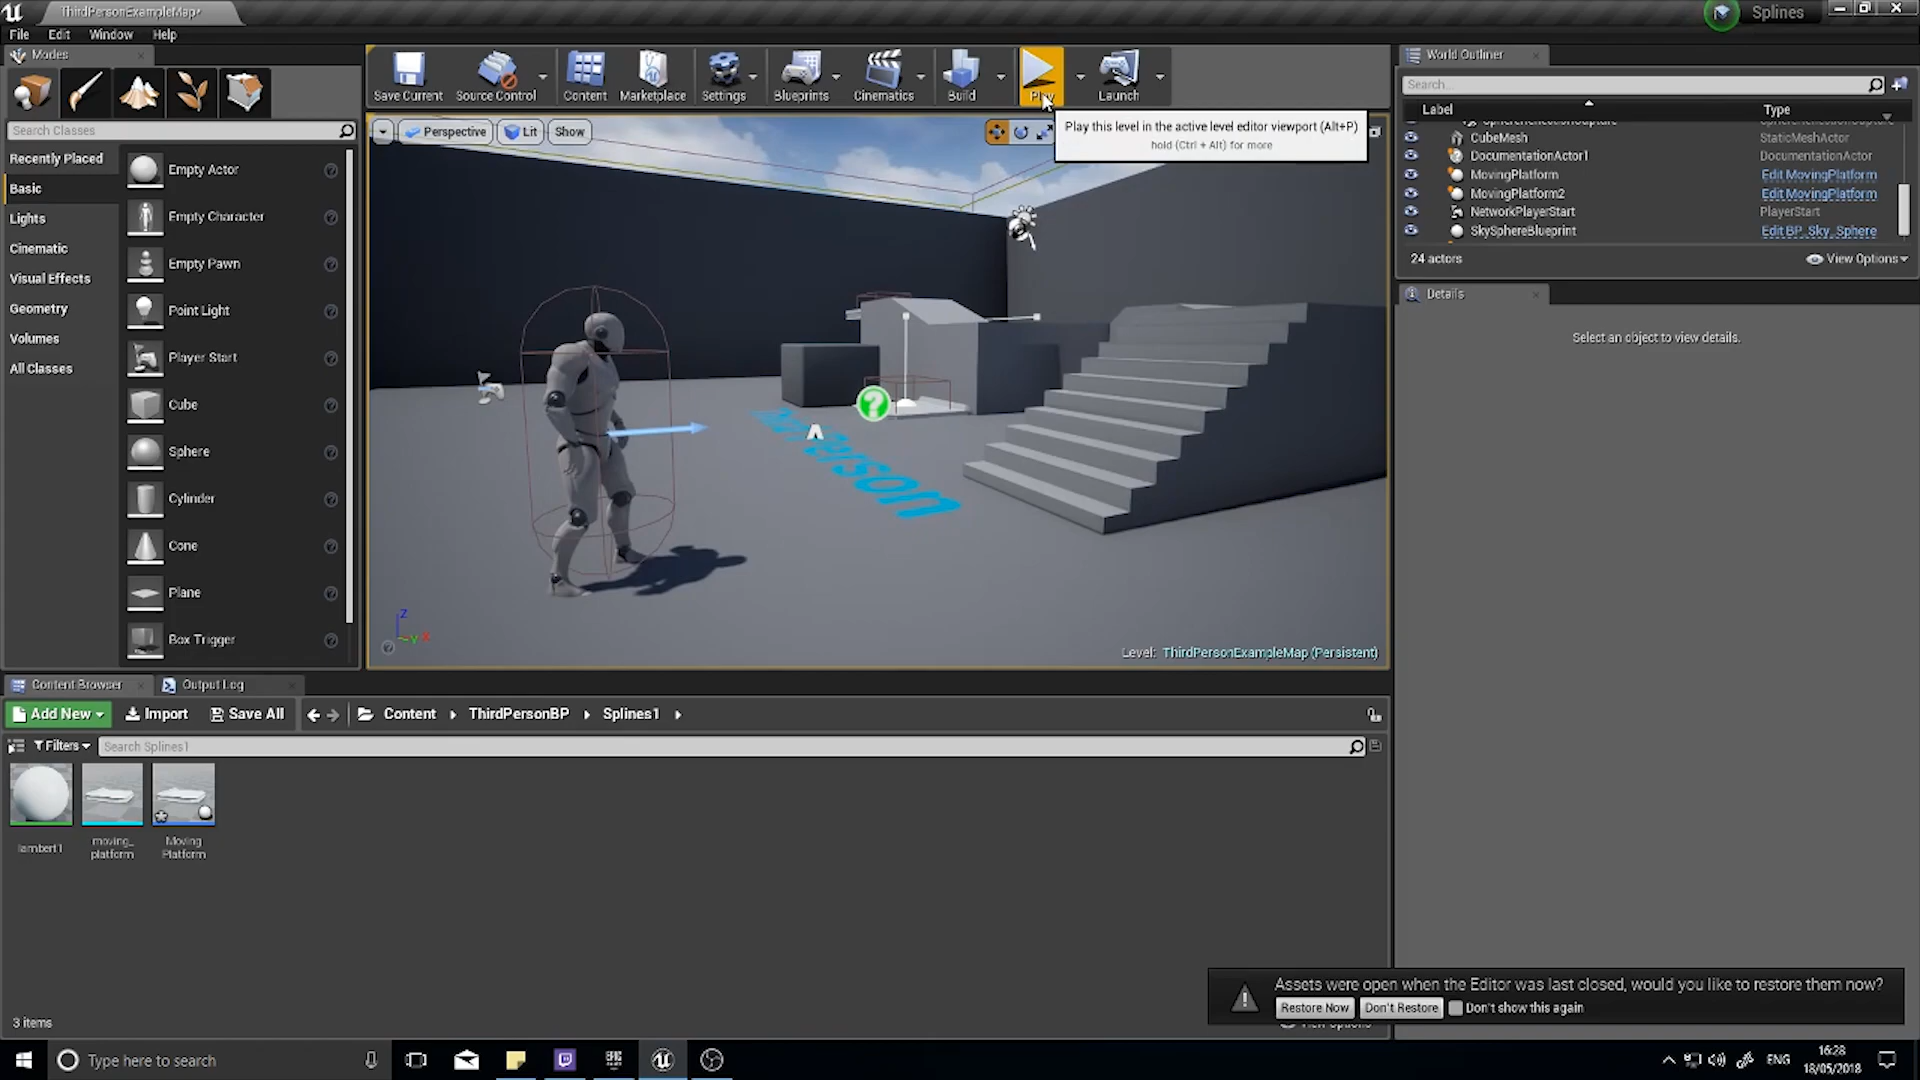 ThirdPersonExampleMap*
Splines
File Edit Window Help
Modes
Save Current
Source Control
Content
Marketplace
Settings
Blueprints
Cinematics
Build
Play
Launch
World Outliner
Search...
Label
Type
CubeMesh
StaticMeshActor
DocumentationActor1
DocumentationActor
MovingPlatform
Edit MovingPlatform
MovingPlatform2
Edit MovingPlatform
NetworkPlayerStart
PlayerStart
SkySphereBlueprint
Edit BP_Sky_Sphere
24 actors
View Options
Details
Select an object to view details.
Search Classes
Recently Placed
Basic
Lights
Cinematic
Visual Effects
Geometry
Volumes
All Classes
Empty Actor
Empty Character
Empty Pawn
Point Light
Player Start
Cube
Sphere
Cylinder
Cone
Plane
Box Trigger
Perspective
Lit
Show
Play this level in the active level editor viewport (Alt+P)
hold (Ctrl + Alt) for more
Z
Y X
Level: ThirdPersonExampleMap (Persistent)
Content Browser
Output Log
Add New
Import
Save All
Content
ThirdPersonBP
Splines1
Filters
Search Splines1
lambert1
moving_
platform
Moving
Platform
3 items
Assets were open when the Editor was last closed, would you like to restore them now?
Restore Now
Don't Restore
Don't show this again
View Options
Type here to search
ENG
16:28
18/05/2018